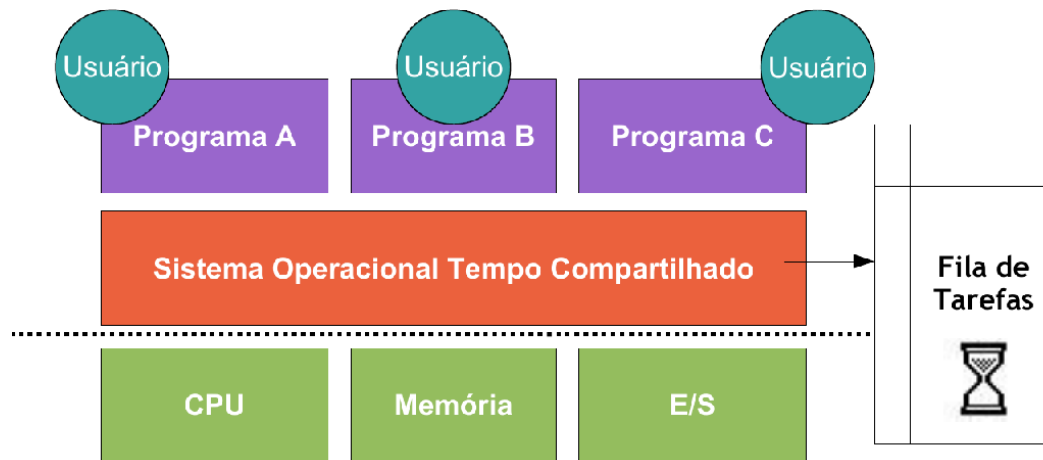 Usuário
Usuário
Usuário
Programa A
Programa B
Programa C
Sistema Operacional Tempo Compartilhado
Fila de
Tarefas
CPU
Memória
E/S